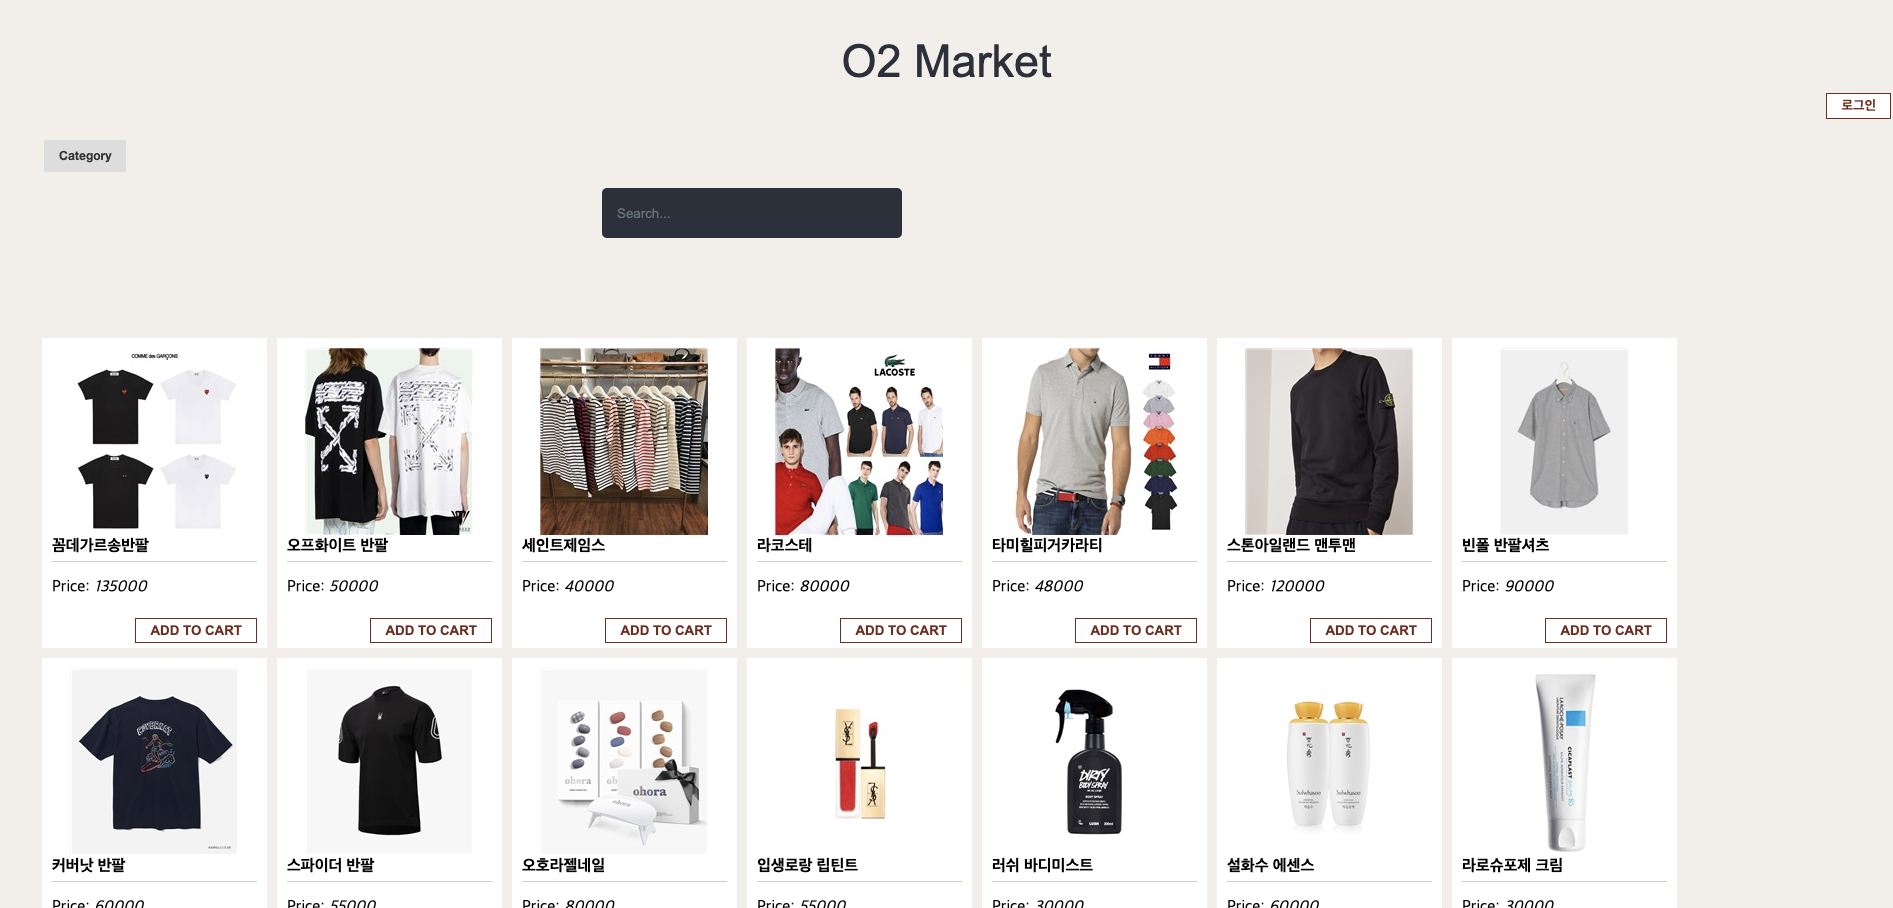 O2 Market
로그인
Category
Search...
COMME des GARÇONS
LACOSTE
꼼데가르송반팔
오프화이트 반팔
세인트제임스
라코스테
타미힐피거카라티
스톤아일랜드 맨투맨
빈폴 반팔셔츠
Price: 135000
Price: 50000
Price: 40000
Price: 80000
Price: 48000
Price: 120000
Price: 90000
ADD TO CART
ADD TO CART
ADD TO CART
ADD TO CART
ADD TO CART
ADD TO CART
ADD TO CART
ohora
ohora
ohora
DIRTY
BODY SPRAY
LUSH
Sulwhasoo
Sulwhasoo
LA ROCHE-POSAY
CICAPLAST
B5
커버낫 반팔
스파이더 반팔
오호라젤네일
입생로랑 립틴트
러쉬 바디미스트
설화수 에센스
라로슈포제 크림
Price: 60000
Price: 55000
Price: 80000
Price: 55000
Price: 30000
Price: 60000
Price: 30000